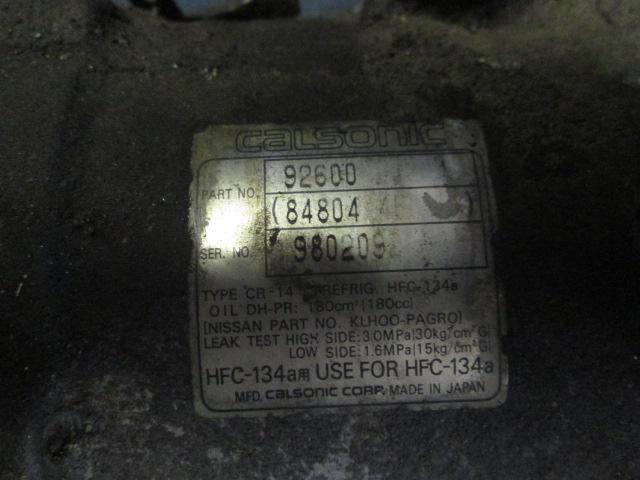 calsonic
PART NO. 92600
(84804 )
SER. NO. 980209
TYPE CR-14 REFRIG. HFC-134a
OIL DH-PR: 180cm³ [180cc]
[NISSAN PART NO. KLH00-PAGR0]
LEAK TEST HIGH SIDE: 3.0MPa[30kg/cm²G]
LOW SIDE: 1.6MPa[15kg/cm²G]
HFC-134a用 USE FOR HFC-134a
MFD. calsonic CORP. MADE IN JAPAN